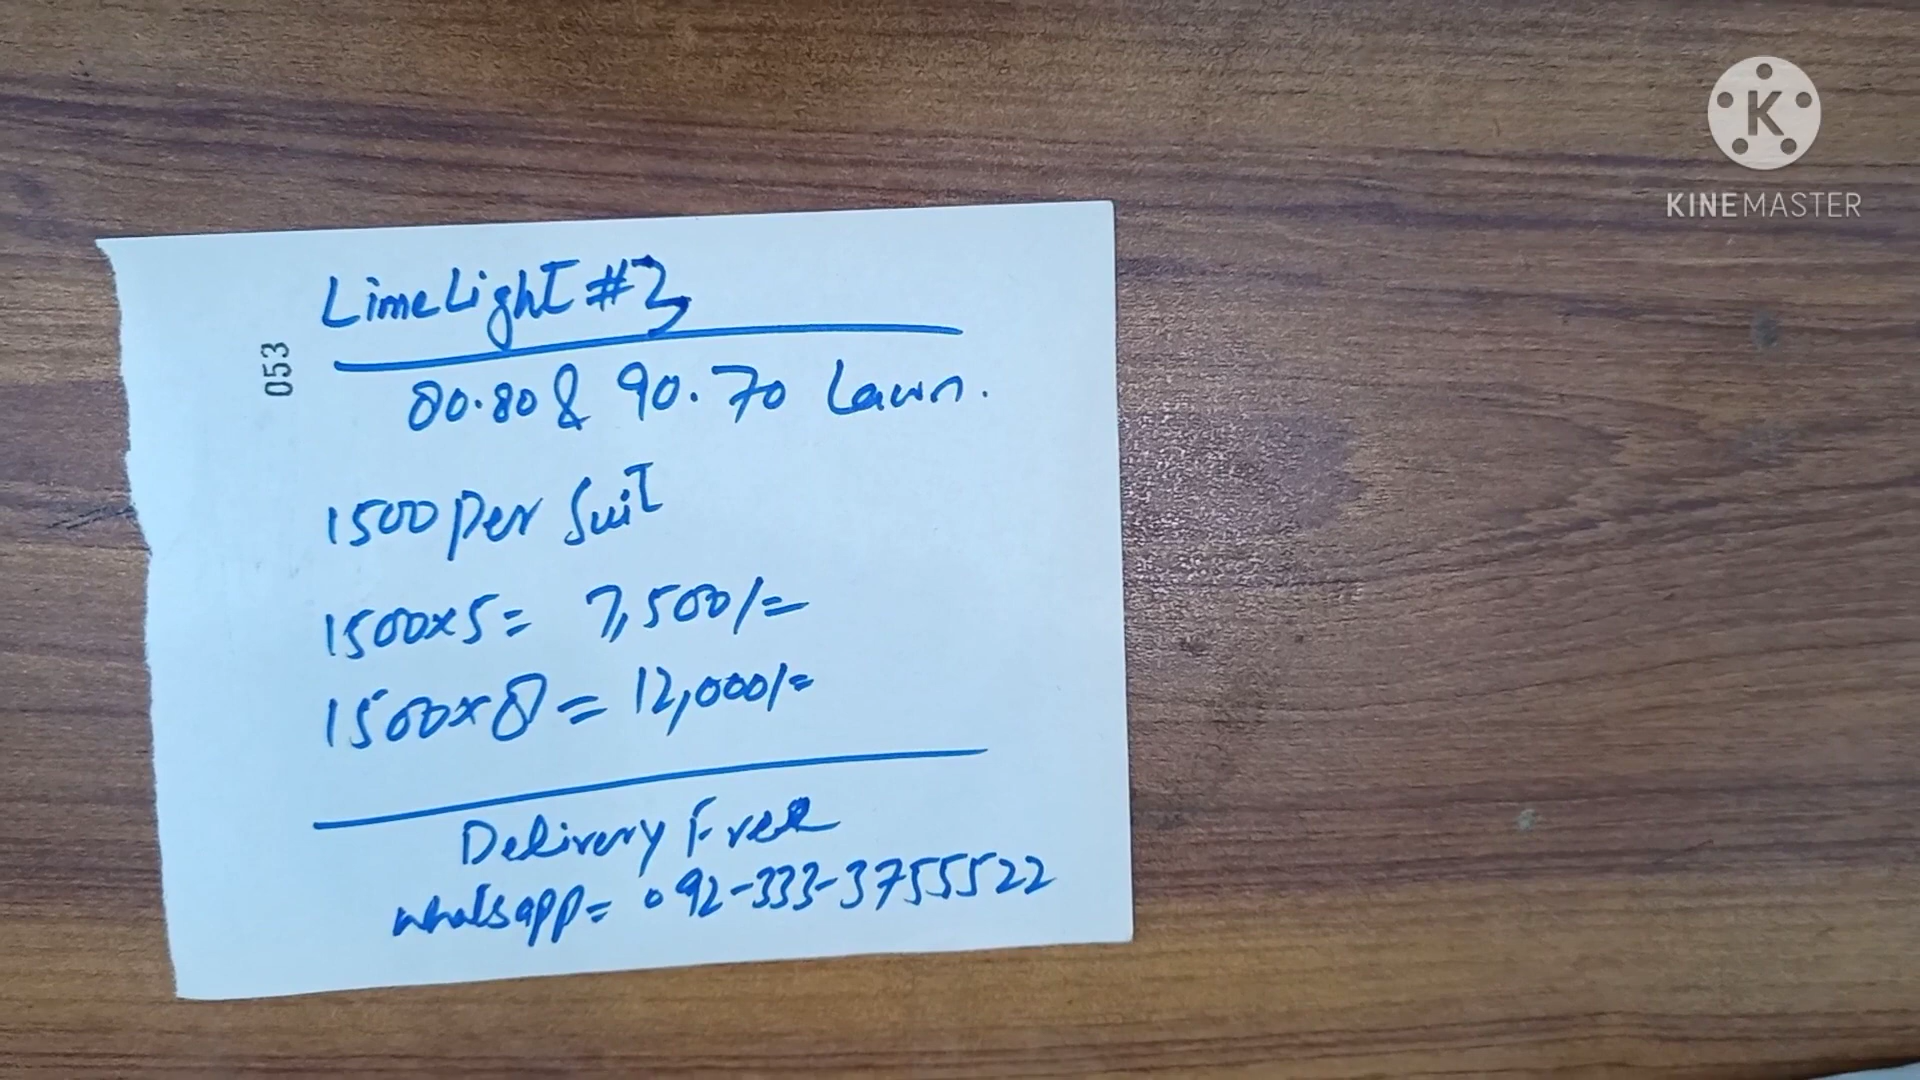 LimeLight #3
053
80.80 & 90.70 Lawn.
1500 Per Suit
1500x5= 7,500/=
1500x8 = 12,000/=
Delivery Free
whatsapp= 092-333-3755522
K
KINEMASTER